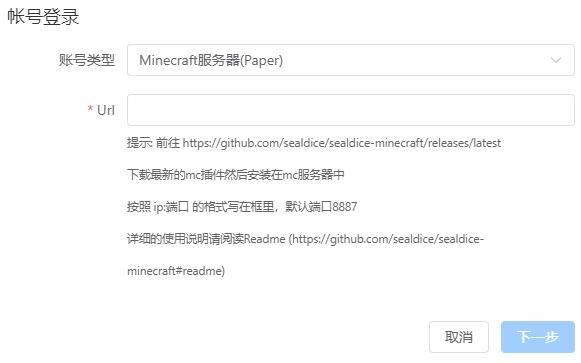 帐号登录
账号类型 Minecraft服务器(Paper)
* Url
提示: 前往 https://github.com/sealdice/sealdice-minecraft/releases/latest
下载最新的mc插件然后安装在mc服务器中
按照 ip:端口 的格式写在框里，默认端口8887
详细的使用说明请阅读Readme (https://github.com/sealdice/sealdice-
minecraft#readme)
取消 下一步